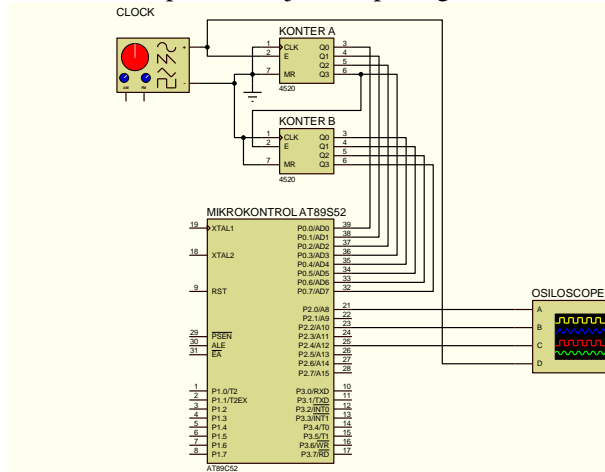 CLOCK
+
-
AM
FM
KONTER A
1 CLK Q0 3
2 E Q1 4
Q2 5
7 MR Q3 6
4520
KONTER B
1 CLK Q0 3
2 E Q1 4
Q2 5
7 MR Q3 6
4520
MIKROKONTROL AT89S52
19 XTAL1 P0.0/AD0 39
P0.1/AD1 38
P0.2/AD2 37
18 XTAL2 P0.3/AD3 36
P0.4/AD4 35
P0.5/AD5 34
P0.6/AD6 33
9 RST P0.7/AD7 32
P2.0/A8 21
P2.1/A9 22
P2.2/A10 23
29 PSEN P2.3/A11 24
30 ALE P2.4/A12 25
31 EA P2.5/A13 26
P2.6/A14 27
P2.7/A15 28
1 P1.0/T2 P3.0/RXD 10
2 P1.1/T2EX P3.1/TXD 11
3 P1.2 P3.2/INT0 12
4 P1.3 P3.3/INT1 13
5 P1.4 P3.4/T0 14
6 P1.5 P3.5/T1 15
7 P1.6 P3.6/WR 16
8 P1.7 P3.7/RD 17
AT89C52
OSILOSCOPE
A
B
C
D